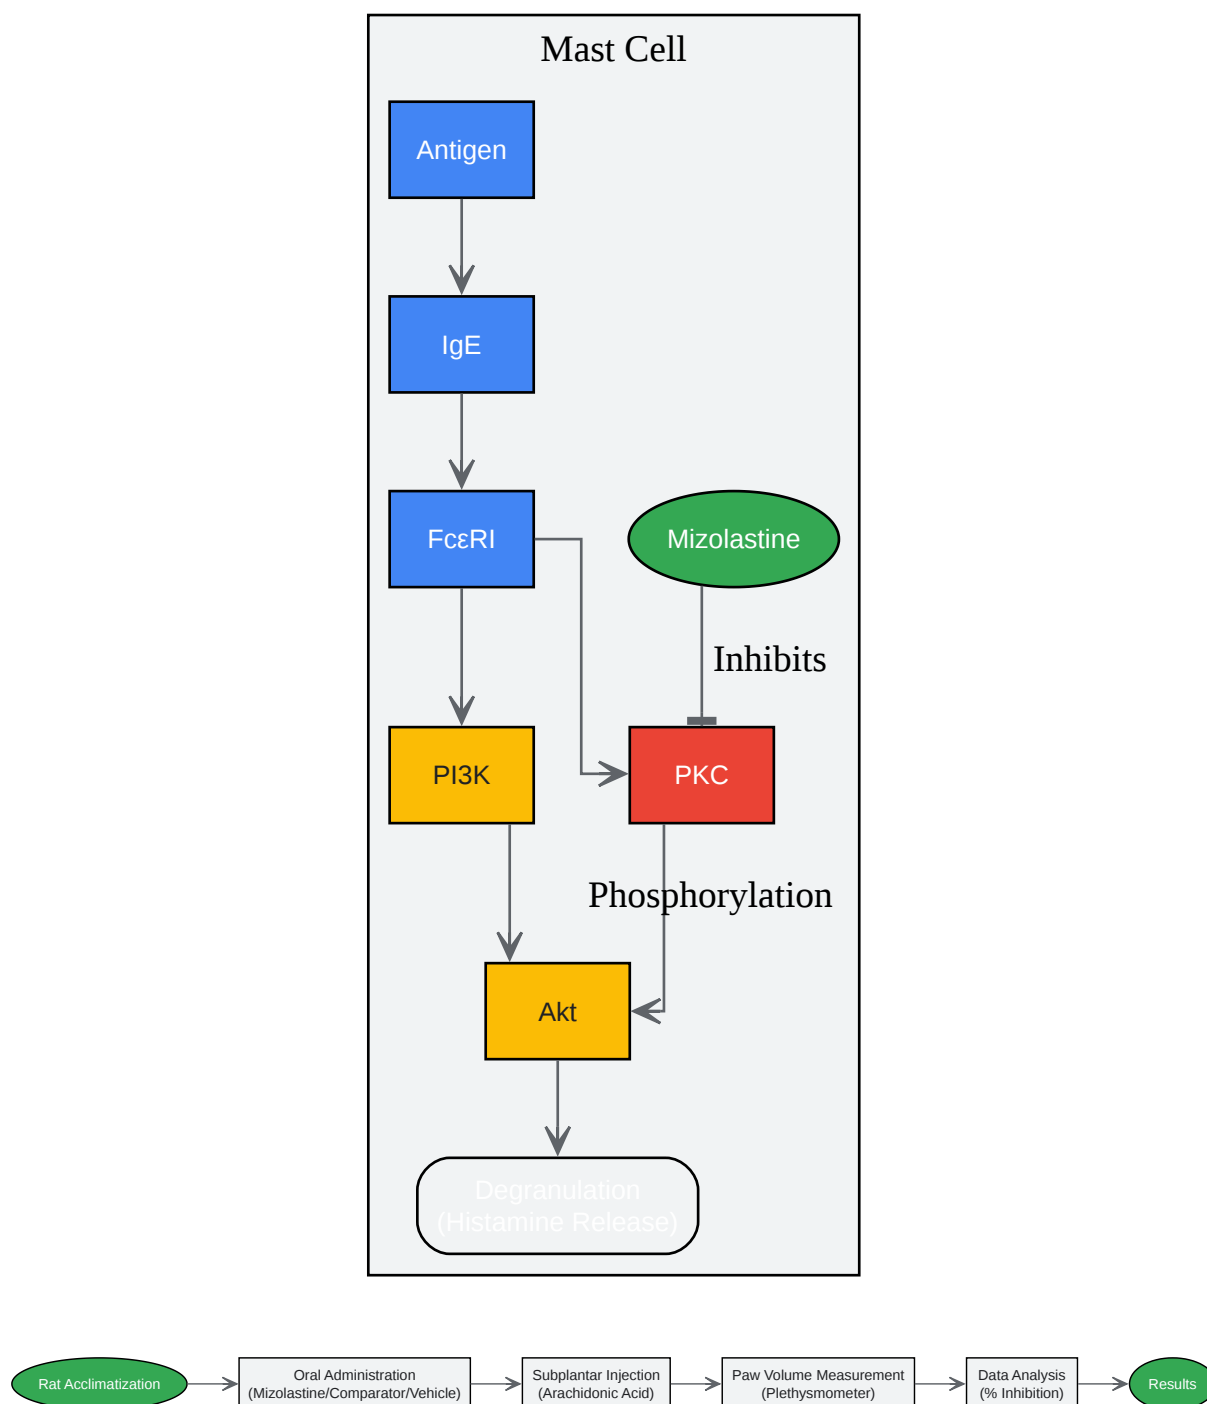 Mast Cell
Antigen
IgE
FcεRI
Mizolastine
Inhibits
PI3K
PKC
Phosphorylation
Akt
Degranulation
(Histamine Release)
Rat Acclimatization
Oral Administration
(Mizolastine/Comparator/Vehicle)
Subplantar Injection
(Arachidonic Acid)
Paw Volume Measurement
(Plethysmometer)
Data Analysis
(% Inhibition)
Results